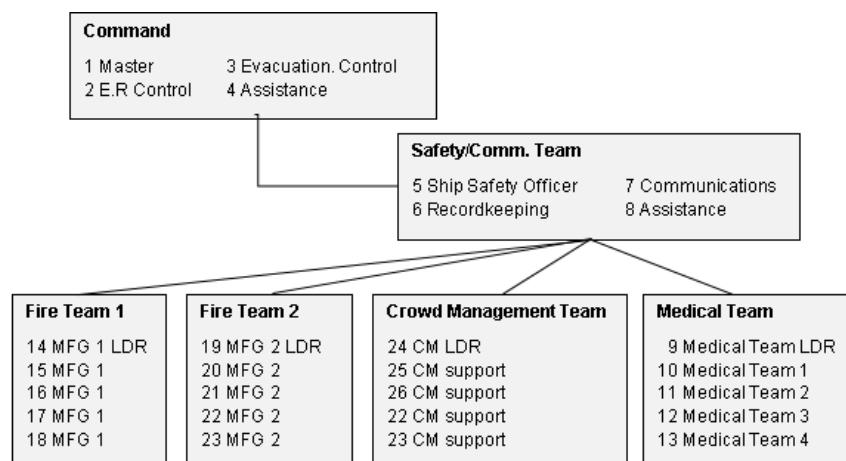 Command
1 Master 3 Evacuation. Control
2 E.R Control 4 Assistance
Safety/Comm. Team
5 Ship Safety Officer 7 Communications
6 Recordkeeping 8 Assistance
Fire Team 1
14 MFG 1 LDR
15 MFG 1
16 MFG 1
17 MFG 1
18 MFG 1
Fire Team 2
19 MFG 2 LDR
20 MFG 2
21 MFG 2
22 MFG 2
23 MFG 2
Crowd Management Team
24 CM LDR
25 CM support
26 CM support
22 CM support
23 CM support
Medical Team
9 Medical Team LDR
10 Medical Team 1
11 Medical Team 2
12 Medical Team 3
13 Medical Team 4